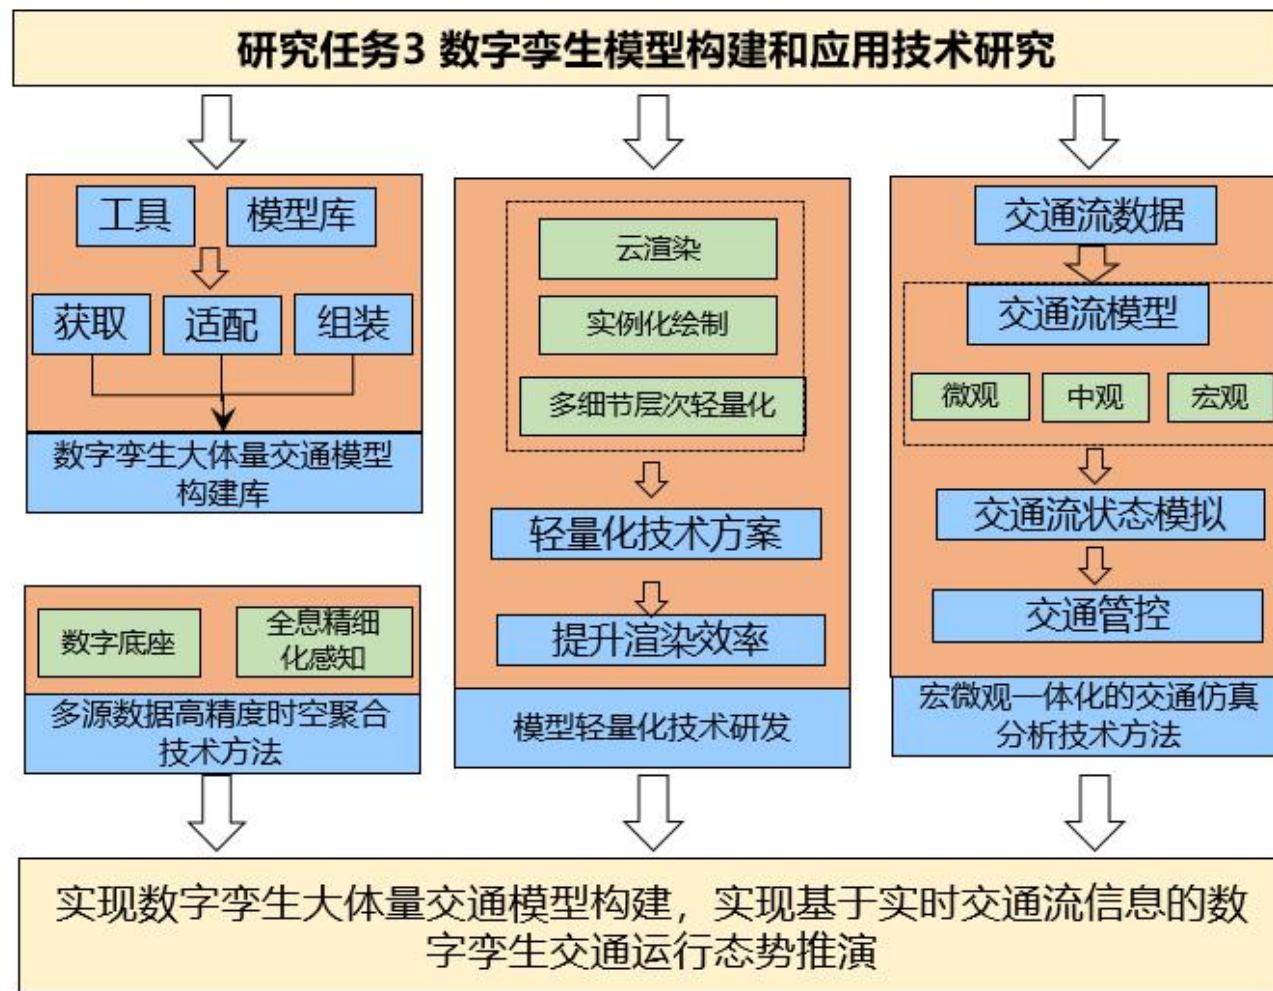 研究任务3 数字孪生模型构建和应用技术研究
工具
模型库
获取
适配
组装
数字孪生大体量交通模型
构建库
数字底座
全息精细
化感知
多源数据高精度时空聚合
技术方法
云渲染
实例化绘制
多细节层次轻量化
轻量化技术方案
提升渲染效率
模型轻量化技术研发
交通流数据
交通流模型
微观
中观
宏观
交通流状态模拟
交通管控
宏微观一体化的交通仿真
分析技术方法
实现数字孪生大体量交通模型构建，实现基于实时交通流信息的数
字孪生交通运行态势推演